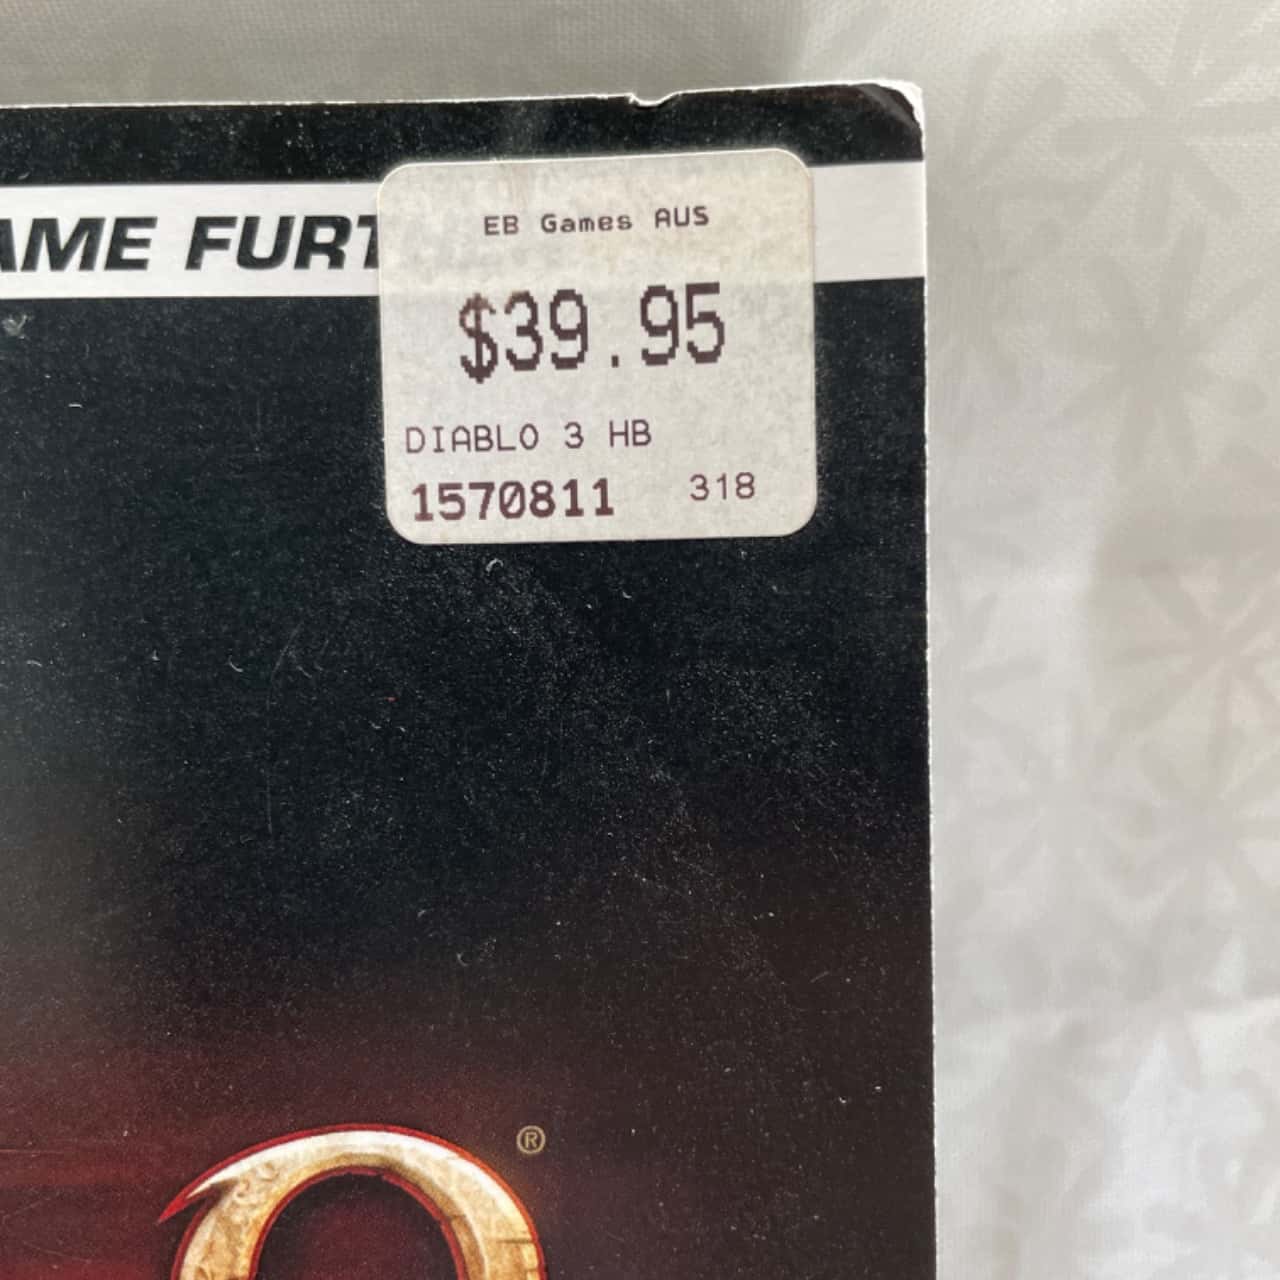 AME FURT
EB Games AUS
$39.95
DIABLO 3 HB
1570811 318
O®